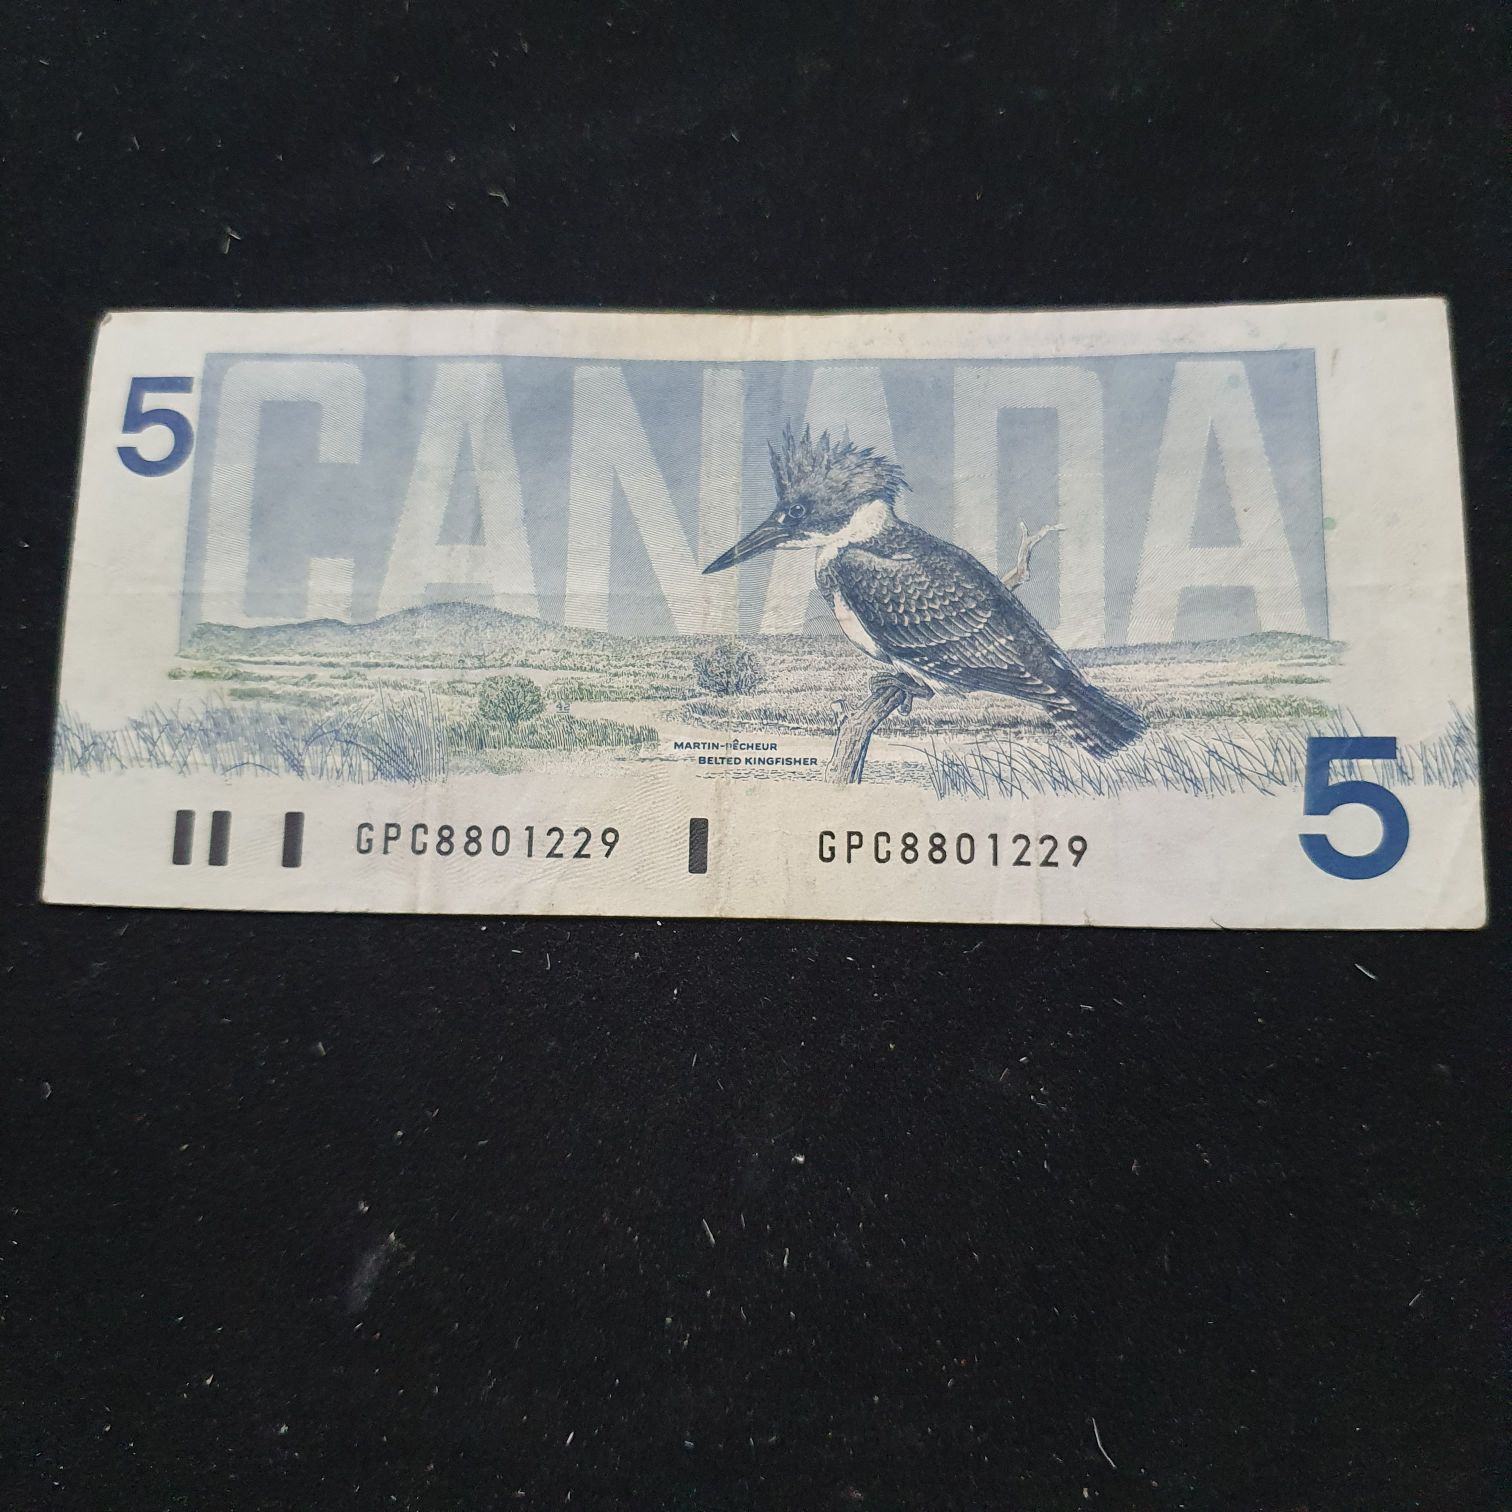 5
CANADA
MARTIN-PÊCHEUR
BELTED KINGFISHER
GPC8801229
GPC8801229
5